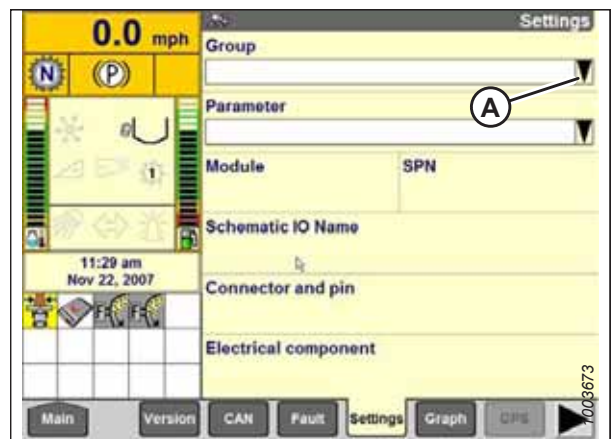 0.0 mph
N
(P)
1
11:29 am
Nov 22, 2007
F
F
Settings
Group
A
Parameter
Module
SPN
Schematic IO Name
Connector and pin
Electrical component
Main
Version
CAN
Fault
Settings
Graph
GPS
1003673